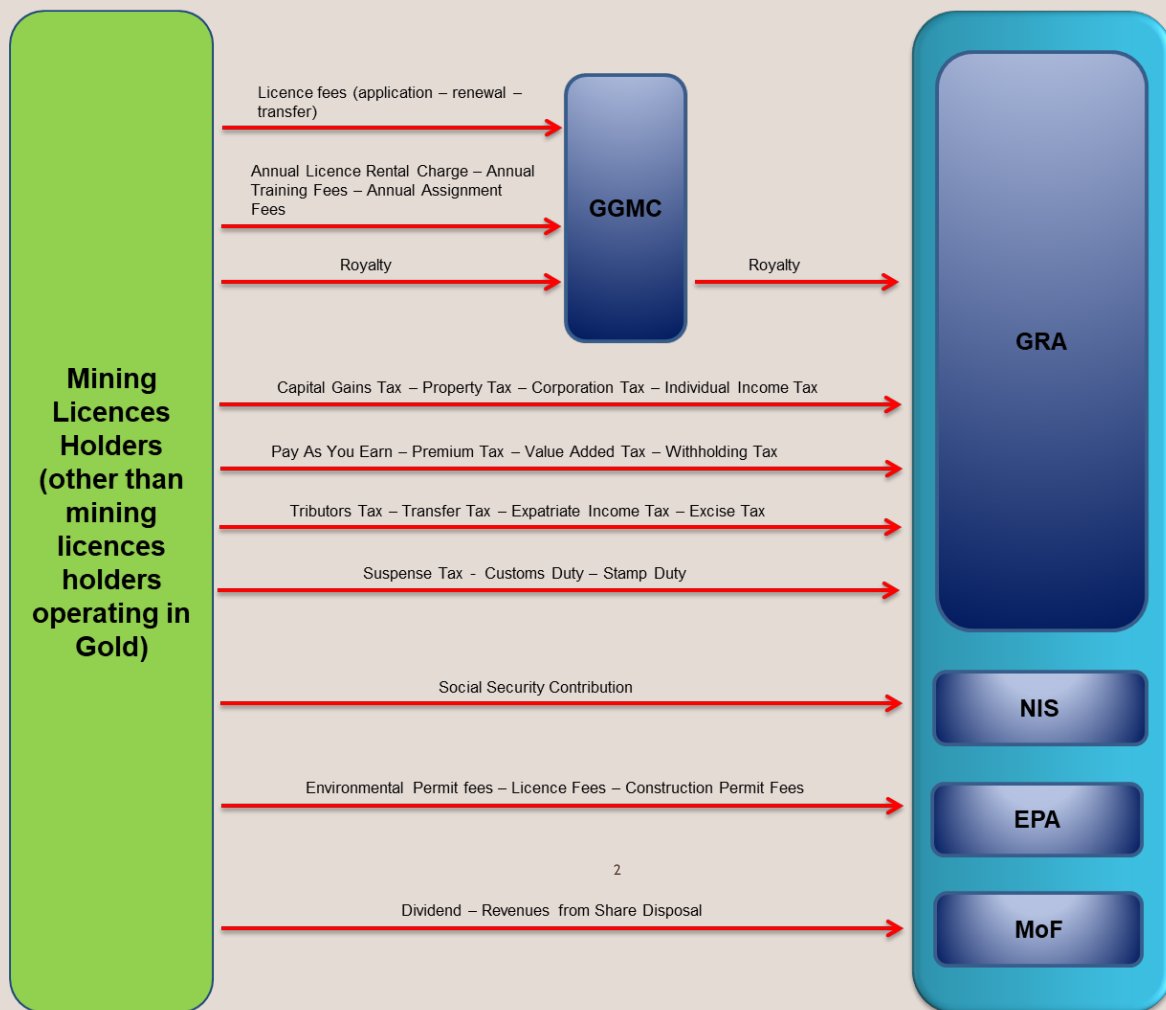 Mining
Licences
Holders
(other than
mining
licences
holders
operating in
Gold)
Licence fees (application – renewal –
transfer)
Annual Licence Rental Charge – Annual
Training Fees – Annual Assignment
Fees
Royalty
GGMC
Royalty
GRA
Capital Gains Tax – Property Tax – Corporation Tax – Individual Income Tax
Pay As You Earn – Premium Tax – Value Added Tax – Withholding Tax
Tributors Tax – Transfer Tax – Expatriate Income Tax – Excise Tax
Suspense Tax - Customs Duty – Stamp Duty
Social Security Contribution
NIS
Environmental Permit fees – Licence Fees – Construction Permit Fees
EPA
2
Dividend – Revenues from Share Disposal
MoF